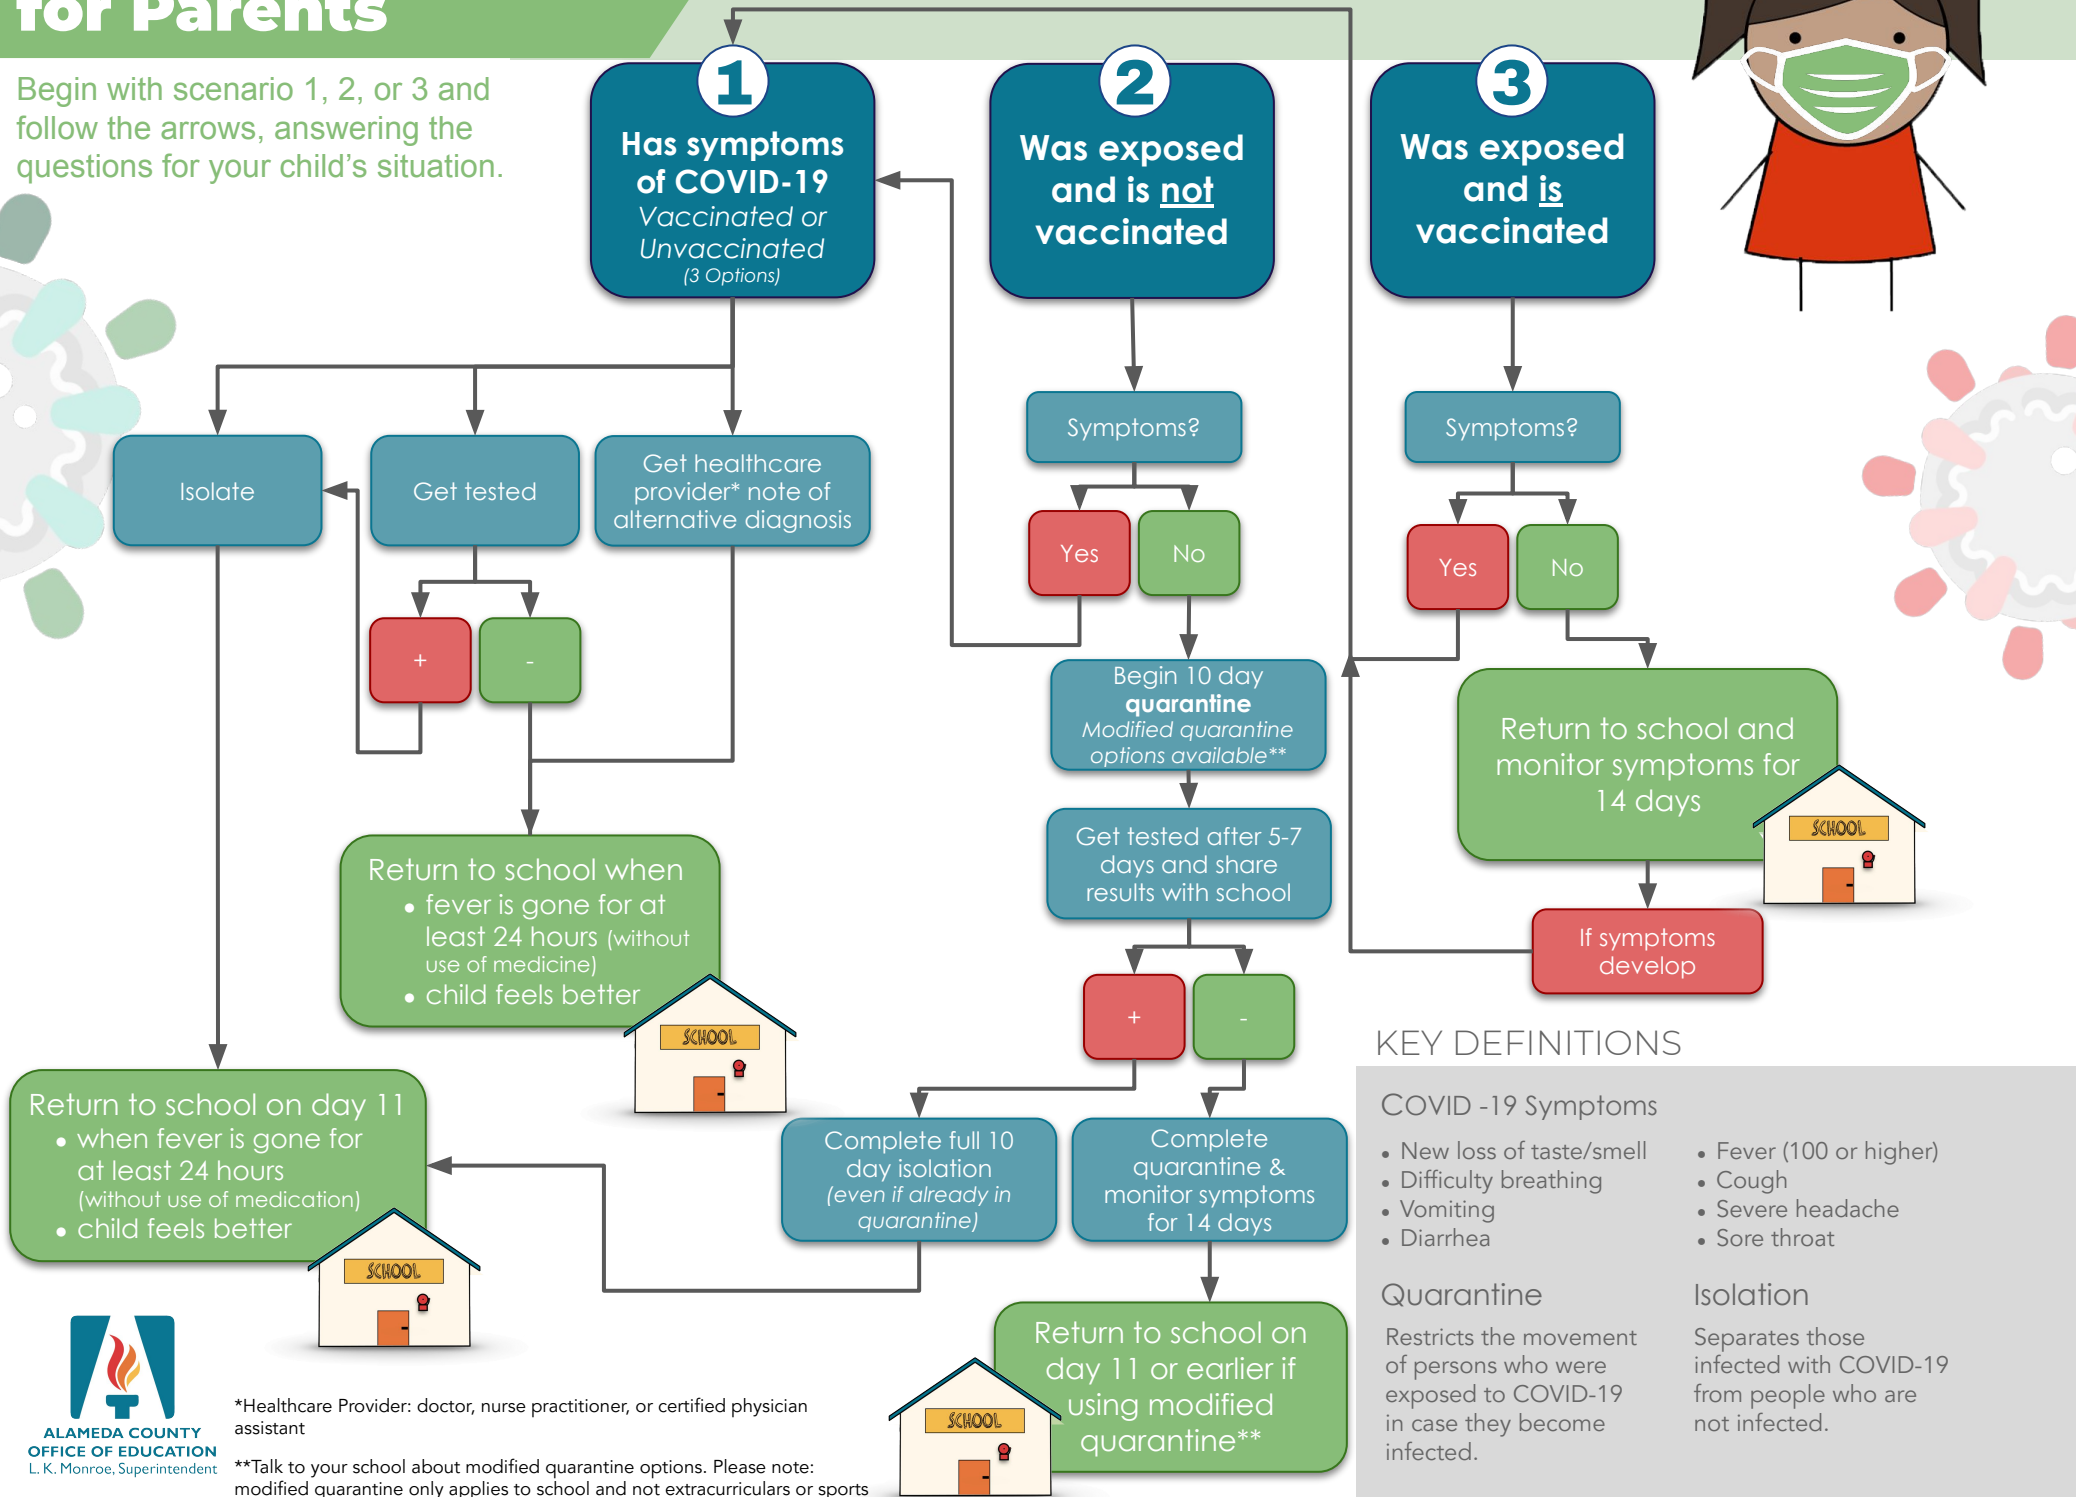 for Parents
Begin with scenario 1, 2, or 3 and
follow the arrows, answering the
questions for your child's situation.
1
Has symptoms
of COVID-19
Vaccinated or
Unvaccinated
(3 Options)
2
Was exposed
and is not
vaccinated
3
Was exposed
and is
vaccinated
Isolate
Get tested
Get healthcare
provider* note of
alternative diagnosis
+
-
Return to school when
• fever is gone for at
least 24 hours (without
use of medicine)
• child feels better
SCHOOL
Return to school on day 11
• when fever is gone for
at least 24 hours
(without use of medication)
• child feels better
SCHOOL
Symptoms?
Yes
No
Begin 10 day
quarantine
Modified quarantine
options available**
Get tested after 5-7
days and share
results with school
+
-
Complete full 10
day isolation
(even if already in
quarantine)
Complete
quarantine &
monitor symptoms
for 14 days
Return to school on
day 11 or earlier if
using modified
quarantine**
SCHOOL
Symptoms?
Yes
No
Return to school and
monitor symptoms for
14 days
SCHOOL
If symptoms
develop
KEY DEFINITIONS
COVID -19 Symptoms
• New loss of taste/smell
• Difficulty breathing
• Vomiting
• Diarrhea
• Fever (100 or higher)
• Cough
• Severe headache
• Sore throat
Quarantine
Restricts the movement
of persons who were
exposed to COVID-19
in case they become
infected.
Isolation
Separates those
infected with COVID-19
from people who are
not infected.
ALAMEDA COUNTY
OFFICE OF EDUCATION
L. K. Monroe, Superintendent
*Healthcare Provider: doctor, nurse practitioner, or certified physician
assistant
**Talk to your school about modified quarantine options. Please note:
modified quarantine only applies to school and not extracurriculars or sports